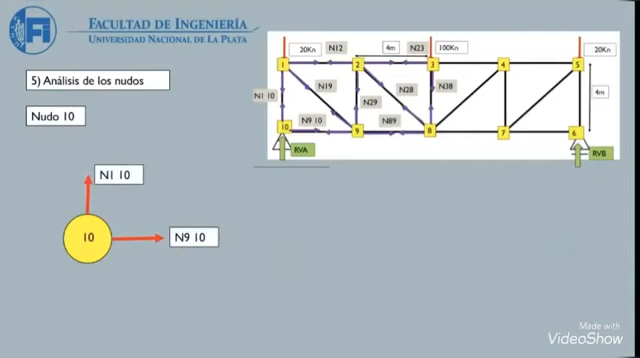 FACULTAD DE INGENIERÍA
UNIVERSIDAD NACIONAL DE LA PLATA
5) Análisis de los nudos
Nudo 10
20Kn
N12
4m
N23
100Kn
20Kn
1
2
3
4
5
N1 10
N19
N29
N28
N38
4m
10
N9 10
9
N89
8
7
6
RVA
RVB
N1 10
10
N9 10
Made with
VideoShow